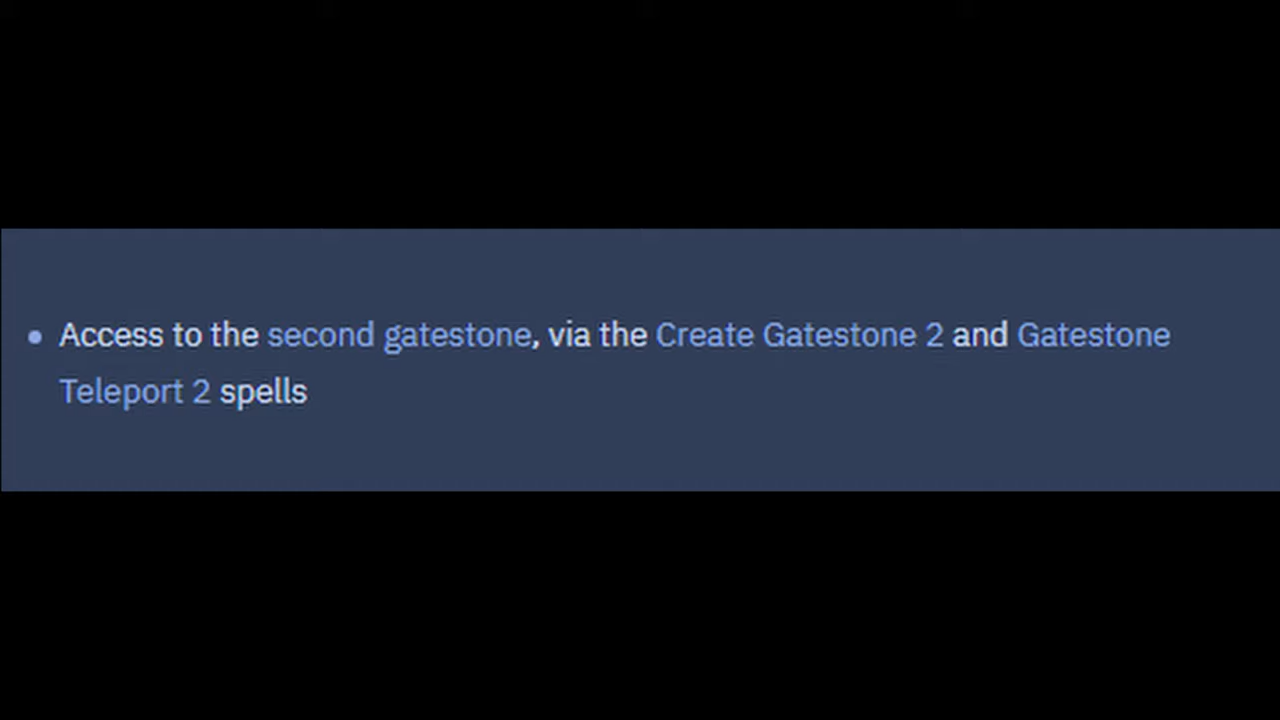 • Access to the second gatestone, via the Create Gatestone 2 and Gatestone
Teleport 2 spells